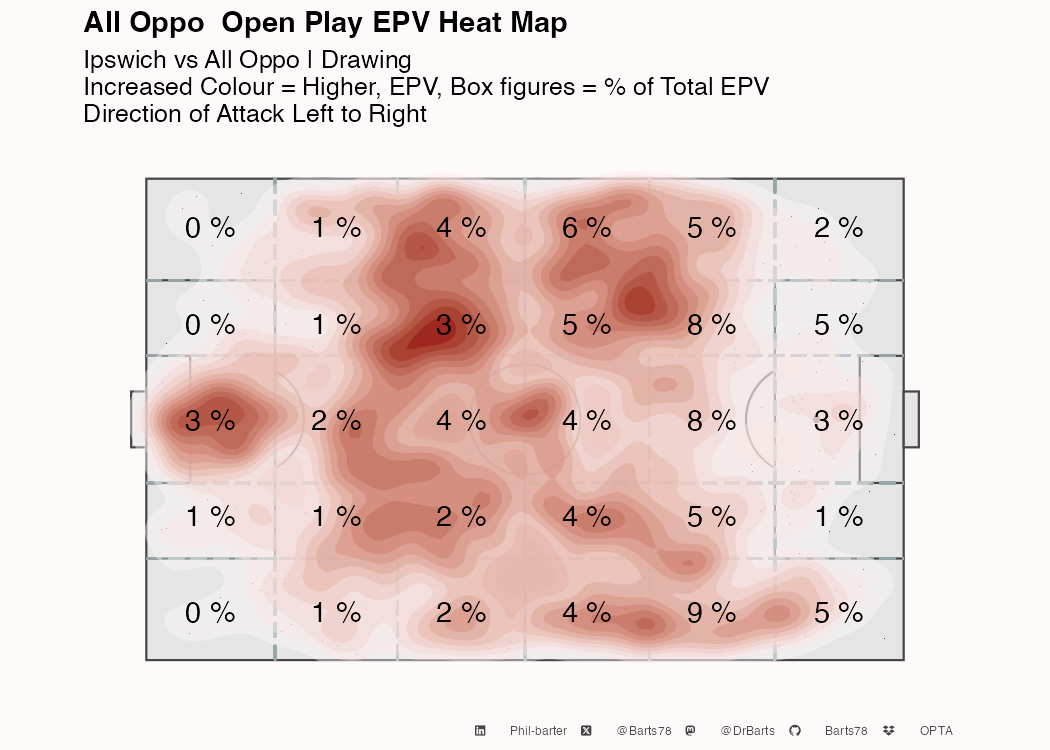 All Oppo  Open Play EPV Heat Map
Ipswich vs All Oppo | Drawing
Increased Colour = Higher, EPV, Box figures = % of Total EPV
Direction of Attack Left to Right
0 % 1 % 4 % 6 % 5 % 2 %
0 % 1 % 3 % 5 % 8 % 5 %
3 % 2 % 4 % 4 % 8 % 3 %
1 % 1 % 2 % 4 % 5 % 1 %
0 % 1 % 2 % 4 % 9 % 5 %
Phil-barter @Barts78 @DrBarts Barts78 OPTA